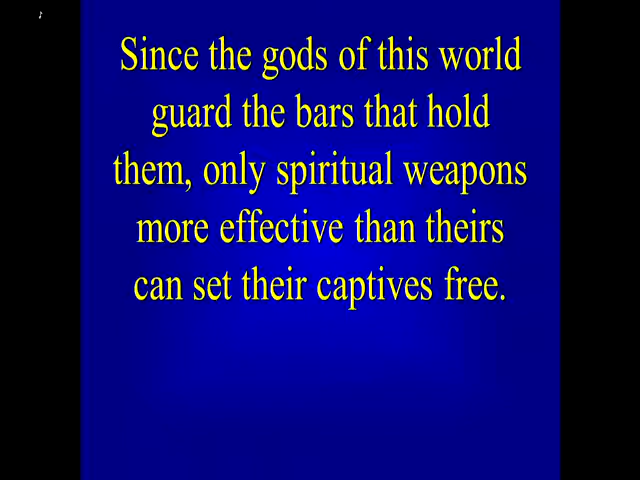 Since the gods of this world
guard the bars that hold
them, only spiritual weapons
more effective than theirs
can set their captives free.